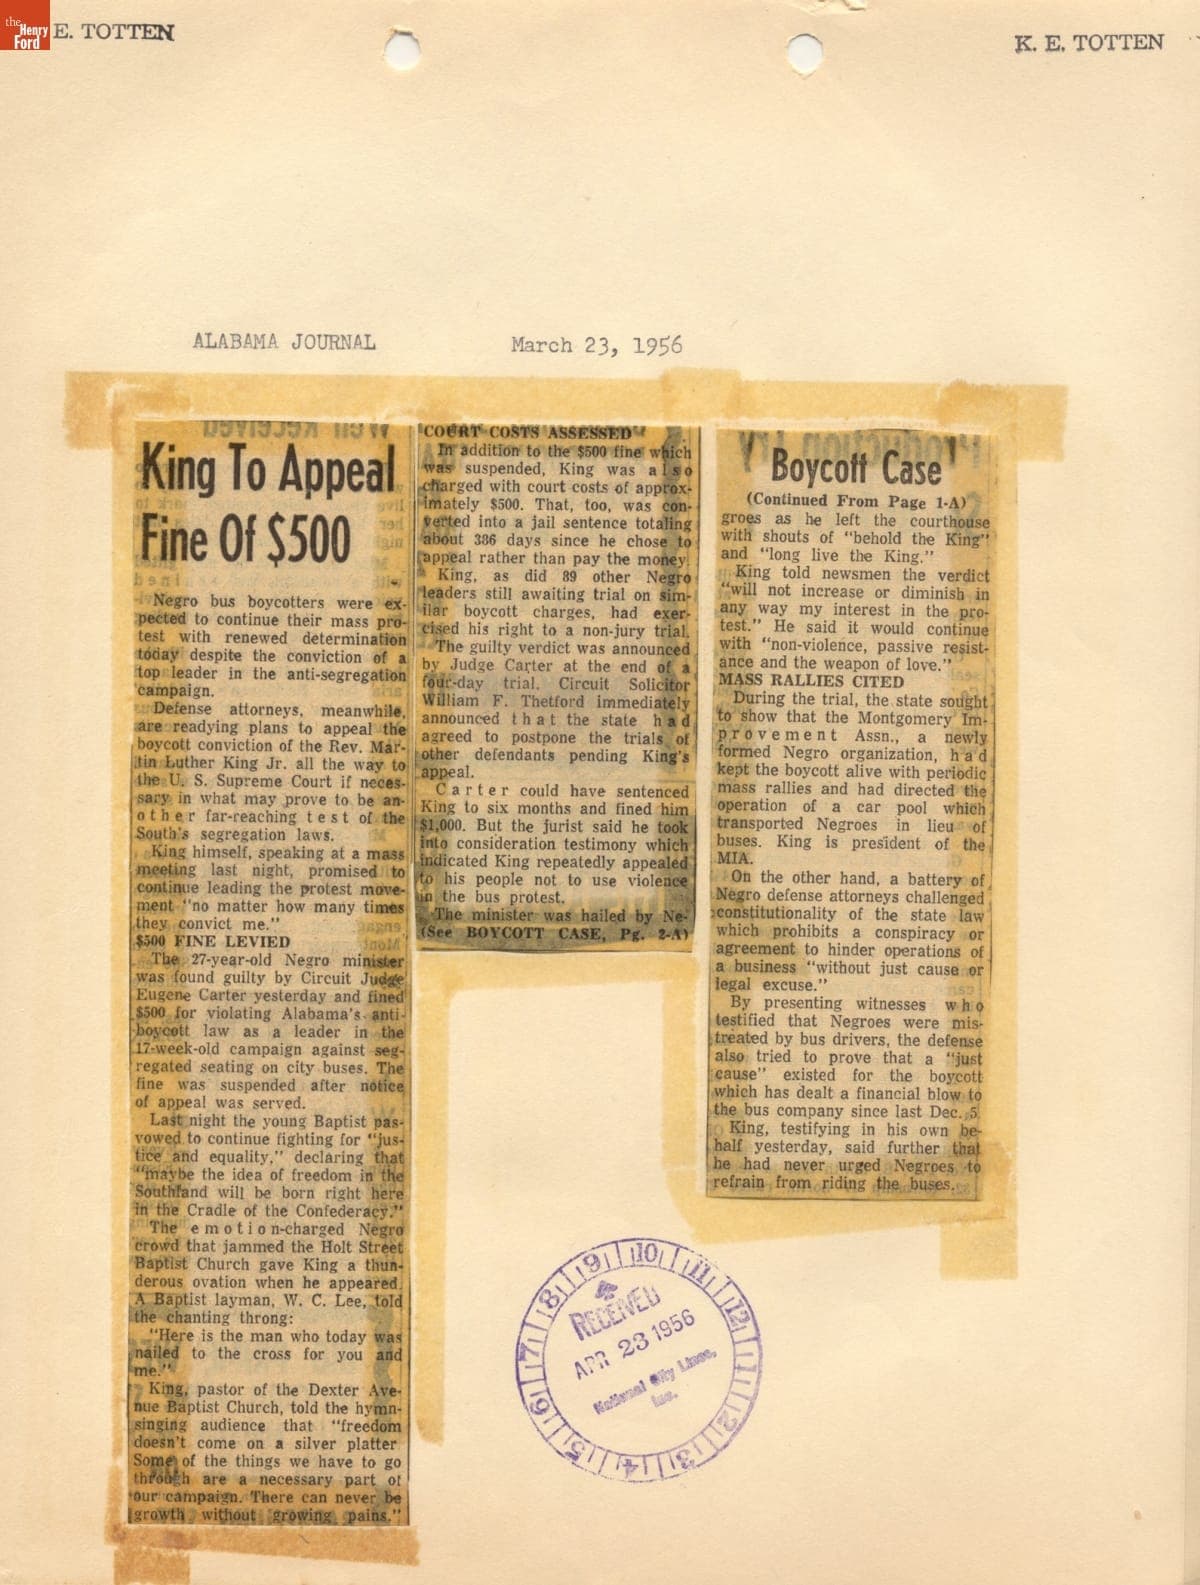 the
Henry
Ford
E. TOTTEN
K. E. TOTTEN
ALABAMA JOURNAL
March 23, 1956
King To Appeal
Fine Of $500
Negro bus boycotters were ex-
pected to continue their mass pro-
test with renewed determination
today despite the conviction of a
top leader in the anti-segregation
campaign.
Defense attorneys, meanwhile,
are readying plans to appeal the
boycott conviction of the Rev. Mar-
tin Luther King Jr. all the way to
the U. S. Supreme Court if neces-
sary in what may prove to be an-
other far-reaching test of the
South's segregation laws.
King himself, speaking at a mass
meeting last night, promised to
continue leading the protest move-
ment "no matter how many times
they convict me."
$500 FINE LEVIED
The 27-year-old Negro minister
was found guilty by Circuit Judge
Eugene Carter yesterday and fined
$500 for violating Alabama's anti-
boycott law as a leader in the
17-week-old campaign against seg-
regated seating on city buses. The
fine was suspended after notice
of appeal was served.
Last night the young Baptist pas-
vowed to continue fighting for "jus-
tice and equality," declaring that
"maybe the idea of freedom in the
Southland will be born right here
in the Cradle of the Confederacy."
The emotion-charged Negro
crowd that jammed the Holt Street
Baptist Church gave King a thun-
derous ovation when he appeared.
A Baptist layman, W. C. Lee, told
the chanting throng:
"Here is the man who today was
nailed to the cross for you and
me."
King, pastor of the Dexter Ave-
nue Baptist Church, told the hymn-
singing audience that "freedom
doesn't come on a silver platter
Some of the things we have to go
through are a necessary part of
our campaign. There can never be
growth without growing pains."
COURT COSTS ASSESSED
In addition to the $500 fine which
was suspended, King was also
charged with court costs of approx-
imately $500. That, too, was con-
verted into a jail sentence totaling
about 386 days since he chose to
appeal rather than pay the money.
King, as did 89 other Negro
leaders still awaiting trial on sim-
ilar boycott charges, had exer-
cised his right to a non-jury trial.
The guilty verdict was announced
by Judge Carter at the end of a
four-day trial. Circuit Solicitor
William F. Thetford immediately
announced that the state had
agreed to postpone the trials of
other defendants pending King's
appeal.
Carter could have sentenced
King to six months and fined him
$1,000. But the jurist said he took
into consideration testimony which
indicated King repeatedly appealed
to his people not to use violence
in the bus protest.
The minister was hailed by Ne-
(See BOYCOTT CASE, Pg. 2-A)
Boycott Case
(Continued From Page 1-A)
groes as he left the courthouse
with shouts of "behold the King"
and "long live the King."
King told newsmen the verdict
"will not increase or diminish in
any way my interest in the pro-
test." He said it would continue
with "non-violence, passive resist-
ance and the weapon of love."
MASS RALLIES CITED
During the trial, the state sought
to show that the Montgomery Im-
provement Assn., a newly
formed Negro organization, had
kept the boycott alive with periodic
mass rallies and had directed the
operation of a car pool which
transported Negroes in lieu of
buses. King is president of the
MIA.
On the other hand, a battery of
Negro defense attorneys challenged
constitutionality of the state law
which prohibits a conspiracy or
agreement to hinder operations of
a business "without just cause or
legal excuse."
By presenting witnesses who
testified that Negroes were mis-
treated by bus drivers, the defense
also tried to prove that a "just
cause" existed for the boycott
which has dealt a financial blow to
the bus company since last Dec. 5
King, testifying in his own be-
half yesterday, said further that
he had never urged Negroes to
refrain from riding the buses.
9 10 11 12 1 2 3 4 5 6 7 8
RECEIVED
APR 23 1956
National City Lines,
Inc.